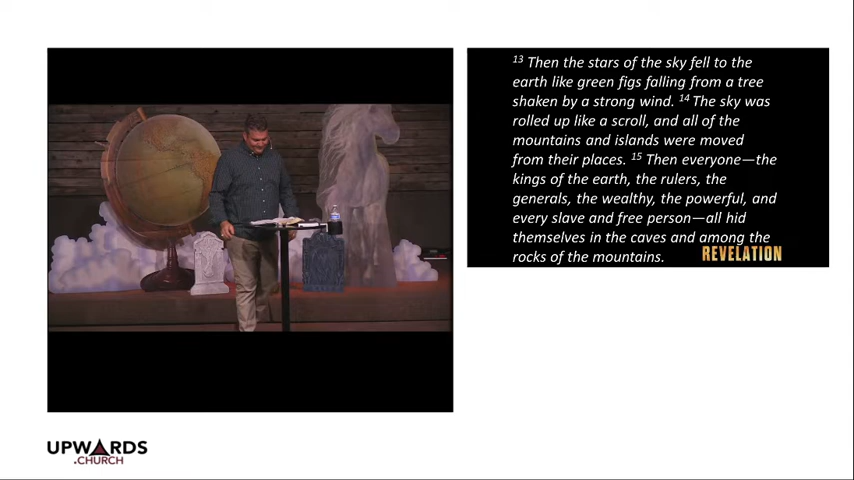 13 Then the stars of the sky fell to the
earth like green figs falling from a tree
shaken by a strong wind. 14 The sky was
rolled up like a scroll, and all of the
mountains and islands were moved
from their places. 15 Then everyone—the
kings of the earth, the rulers, the
generals, the wealthy, the powerful, and
every slave and free person—all hid
themselves in the caves and among the
rocks of the mountains.
REVELATION
UPWARDS
.CHURCH